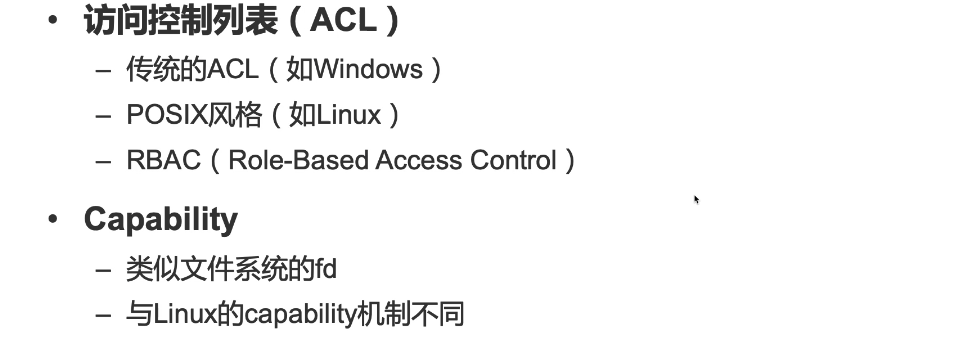 • 访问控制列表（ACL）
– 传统的ACL（如Windows）
– POSIX风格（如Linux）
– RBAC（Role-Based Access Control）
• Capability
– 类似文件系统的fd
– 与Linux的capability机制不同